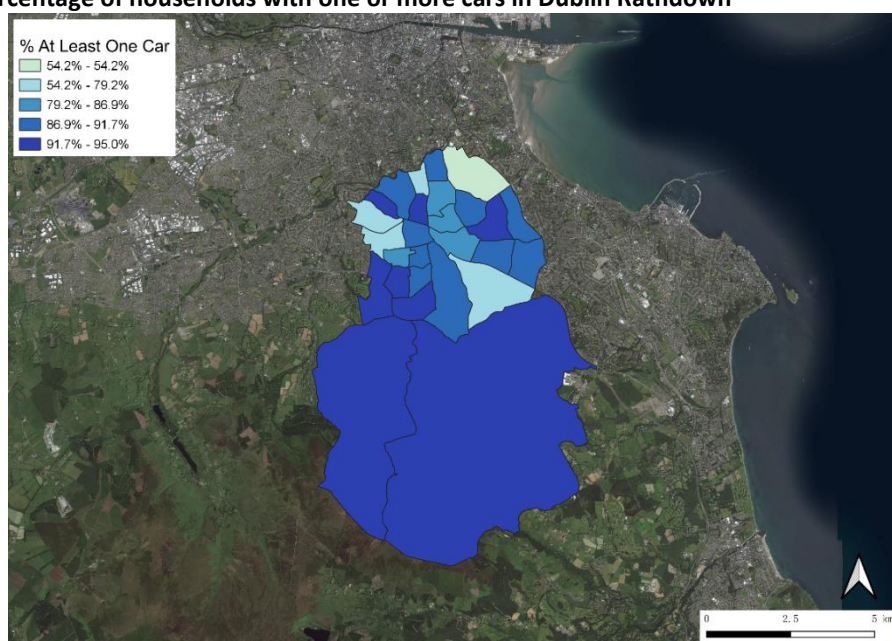 centage of households with one or more cars in Dublin Rathdown
% At Least One Car
54.2% - 54.2%
54.2% - 79.2%
79.2% - 86.9%
86.9% - 91.7%
91.7% - 95.0%
0 2.5 5 km